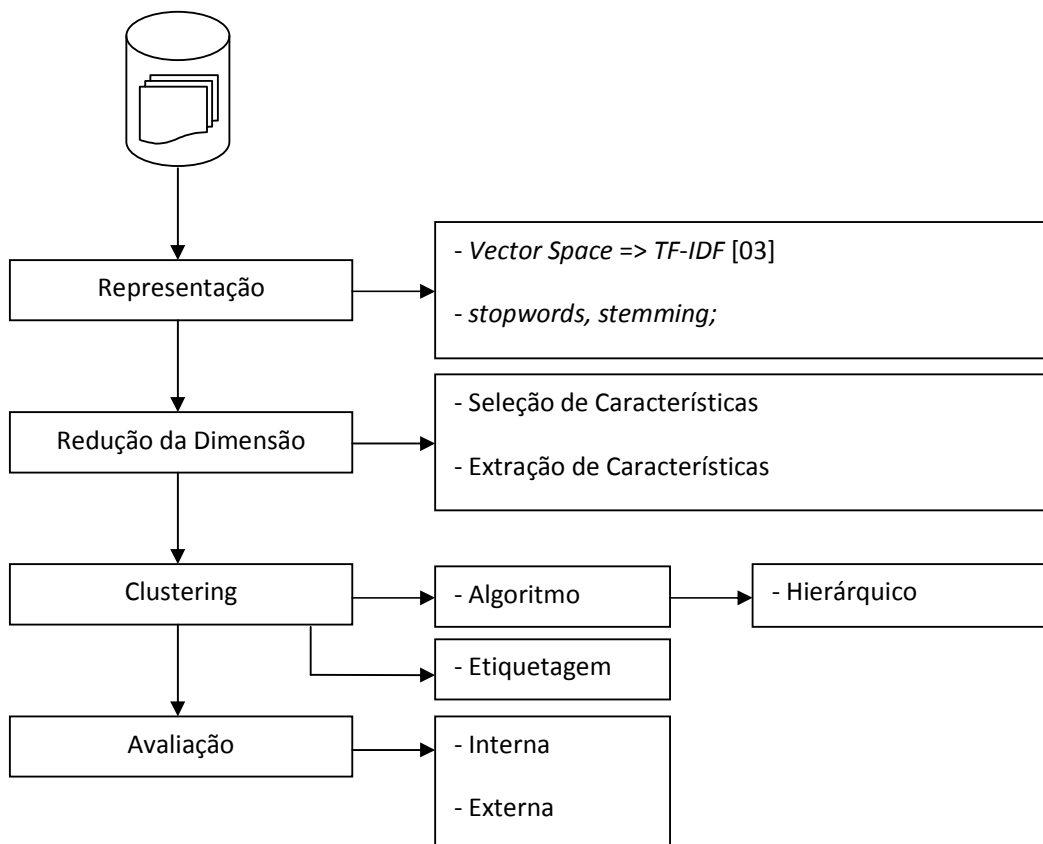 Representação
- Vector Space => TF-IDF [03]
- stopwords, stemming;
Redução da Dimensão
- Seleção de Características
- Extração de Características
Clustering
- Algoritmo
- Hierárquico
- Etiquetagem
Avaliação
- Interna
- Externa